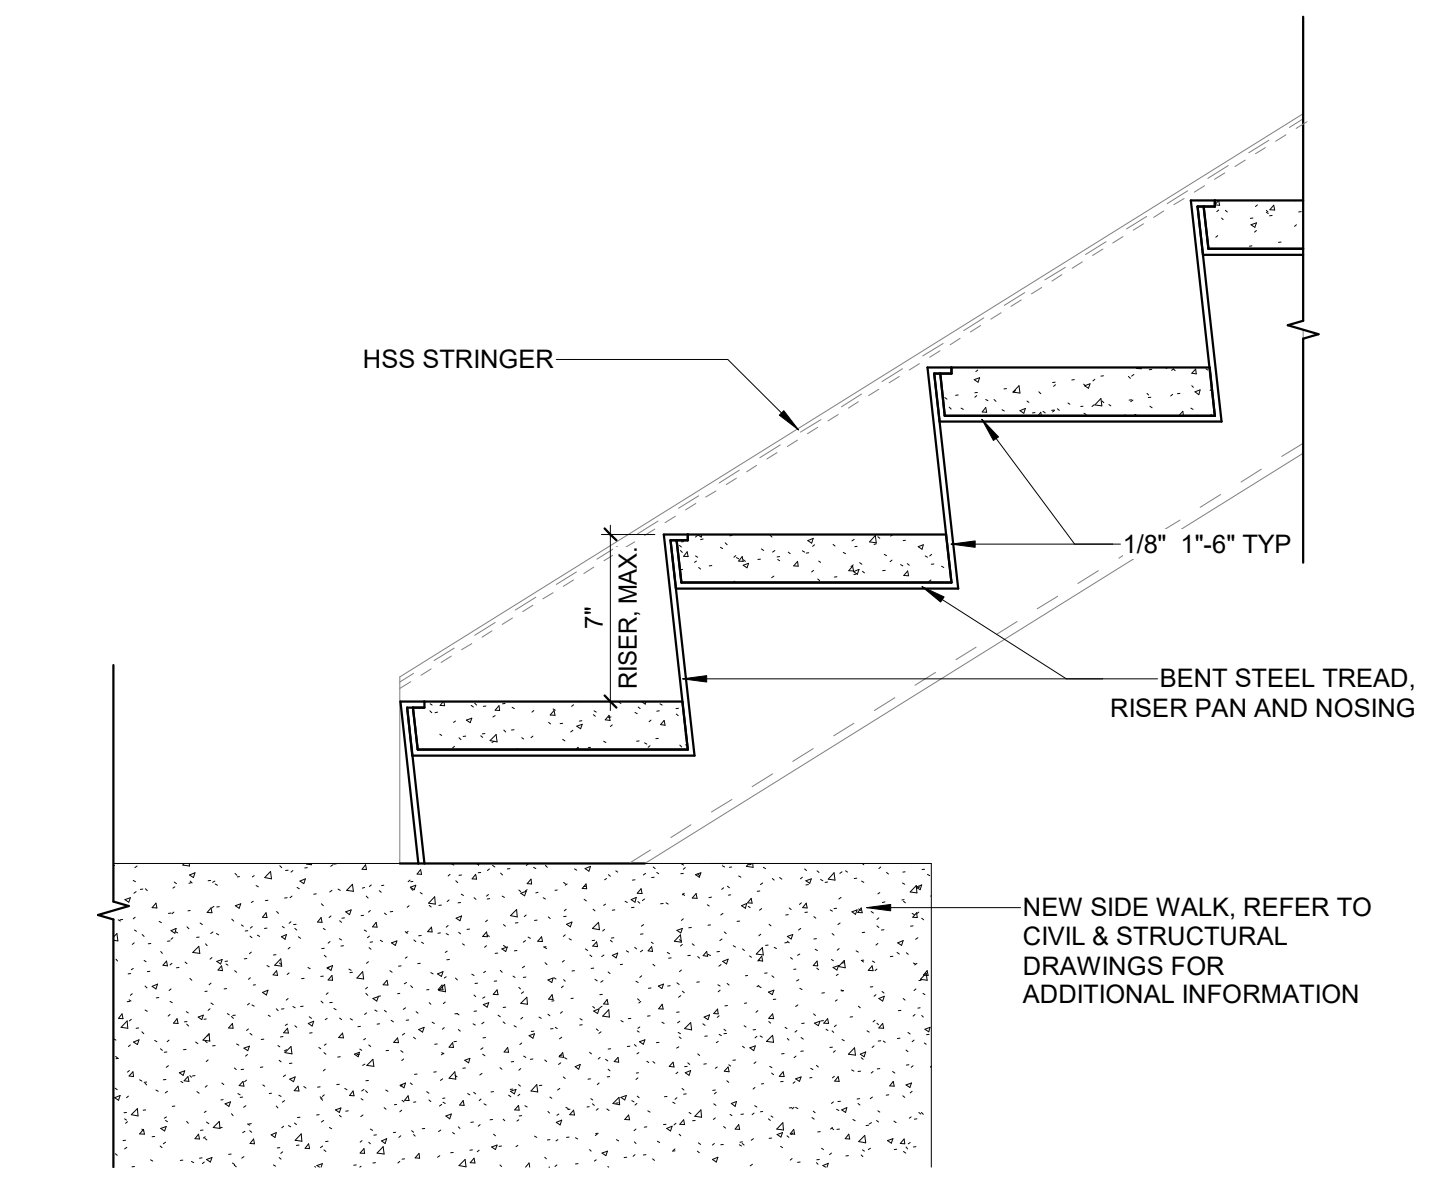 HSS STRINGER
7"
RISER, MAX.
1/8"  1"-6" TYP
BENT STEEL TREAD,
RISER PAN AND NOSING
NEW SIDE WALK, REFER TO
CIVIL & STRUCTURAL
DRAWINGS FOR
ADDITIONAL INFORMATION